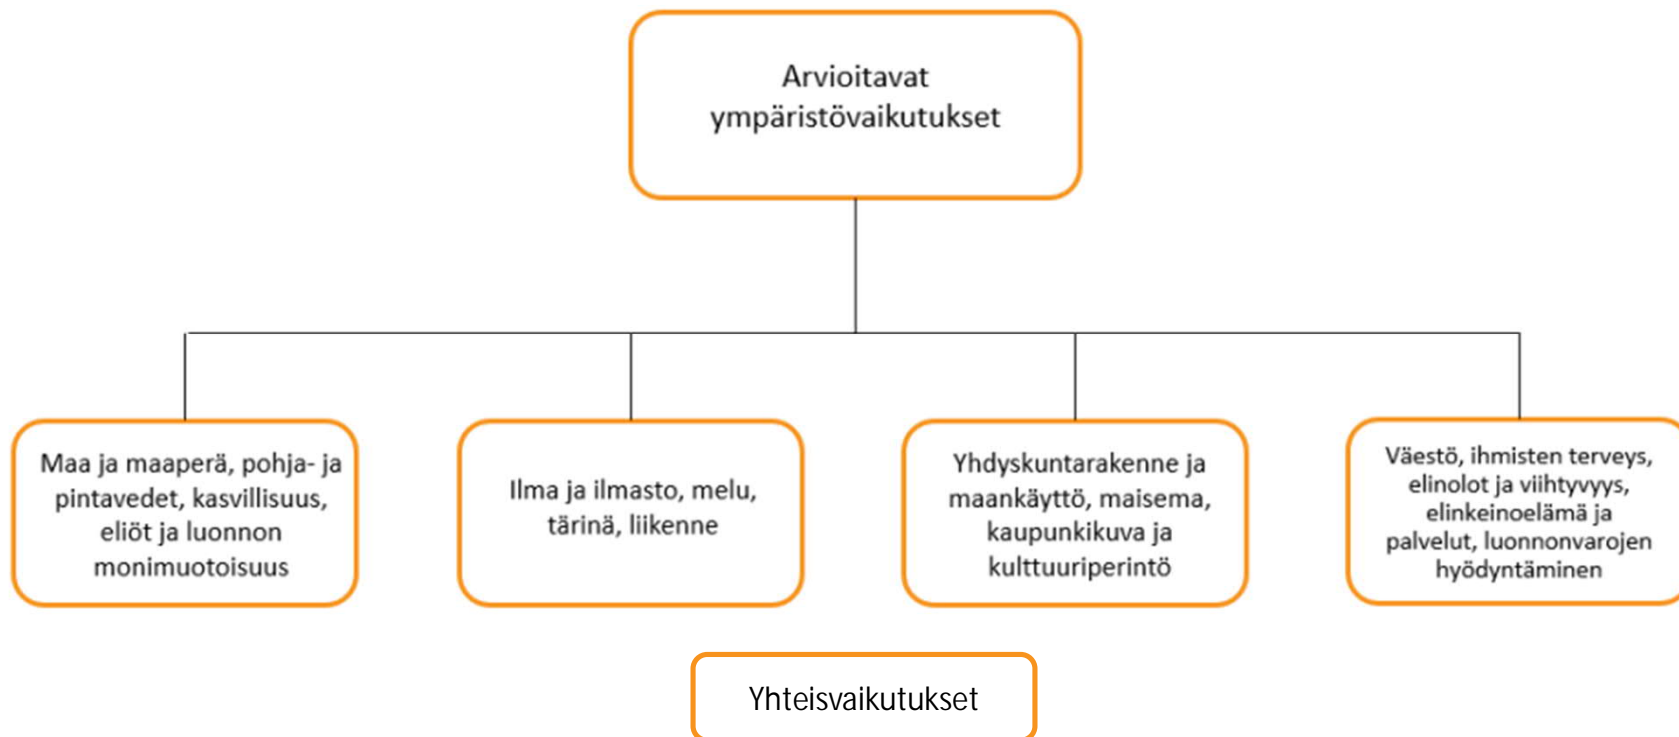 Arvioitavat
ympäristövaikutukset
Maa ja maaperä, pohja- ja
pintavedet, kasvillisuus,
eliöt ja luonnon
monimuotoisuus
Ilma ja ilmasto, melu,
tärinä, liikenne
Yhdyskuntarakenne ja
maankäyttö, maisema,
kaupunkikuva ja
kulttuuriperintö
Väestö, ihmisten terveys,
elinolot ja viihtyvyys,
elinkeinoelämä ja
palvelut, luonnonvarojen
hyödyntäminen
Yhteisvaikutukset